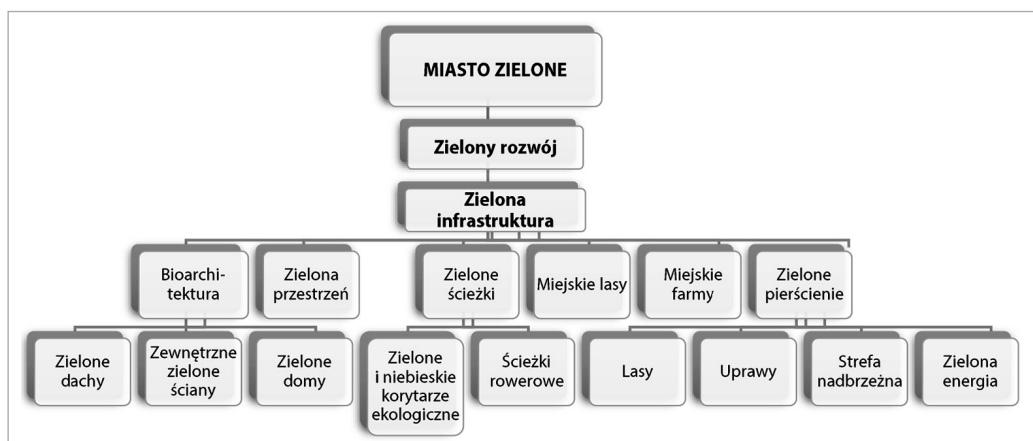 MIASTO ZIELONE
Zielony rozwój
Zielona
infrastruktura
Bioarchi-
tektura
Zielona
przestrzeń
Zielone
ścieżki
Miejskie lasy
Miejskie
farmy
Zielone
pierścienie
Zielone
dachy
Zewnętrzne
zielone
ściany
Zielone
domy
Zielone
i niebieskie
korytarze
ekologiczne
Ścieżki
rowerowe
Lasy
Uprawy
Strefa
nadbrzeżna
Zielona
energia